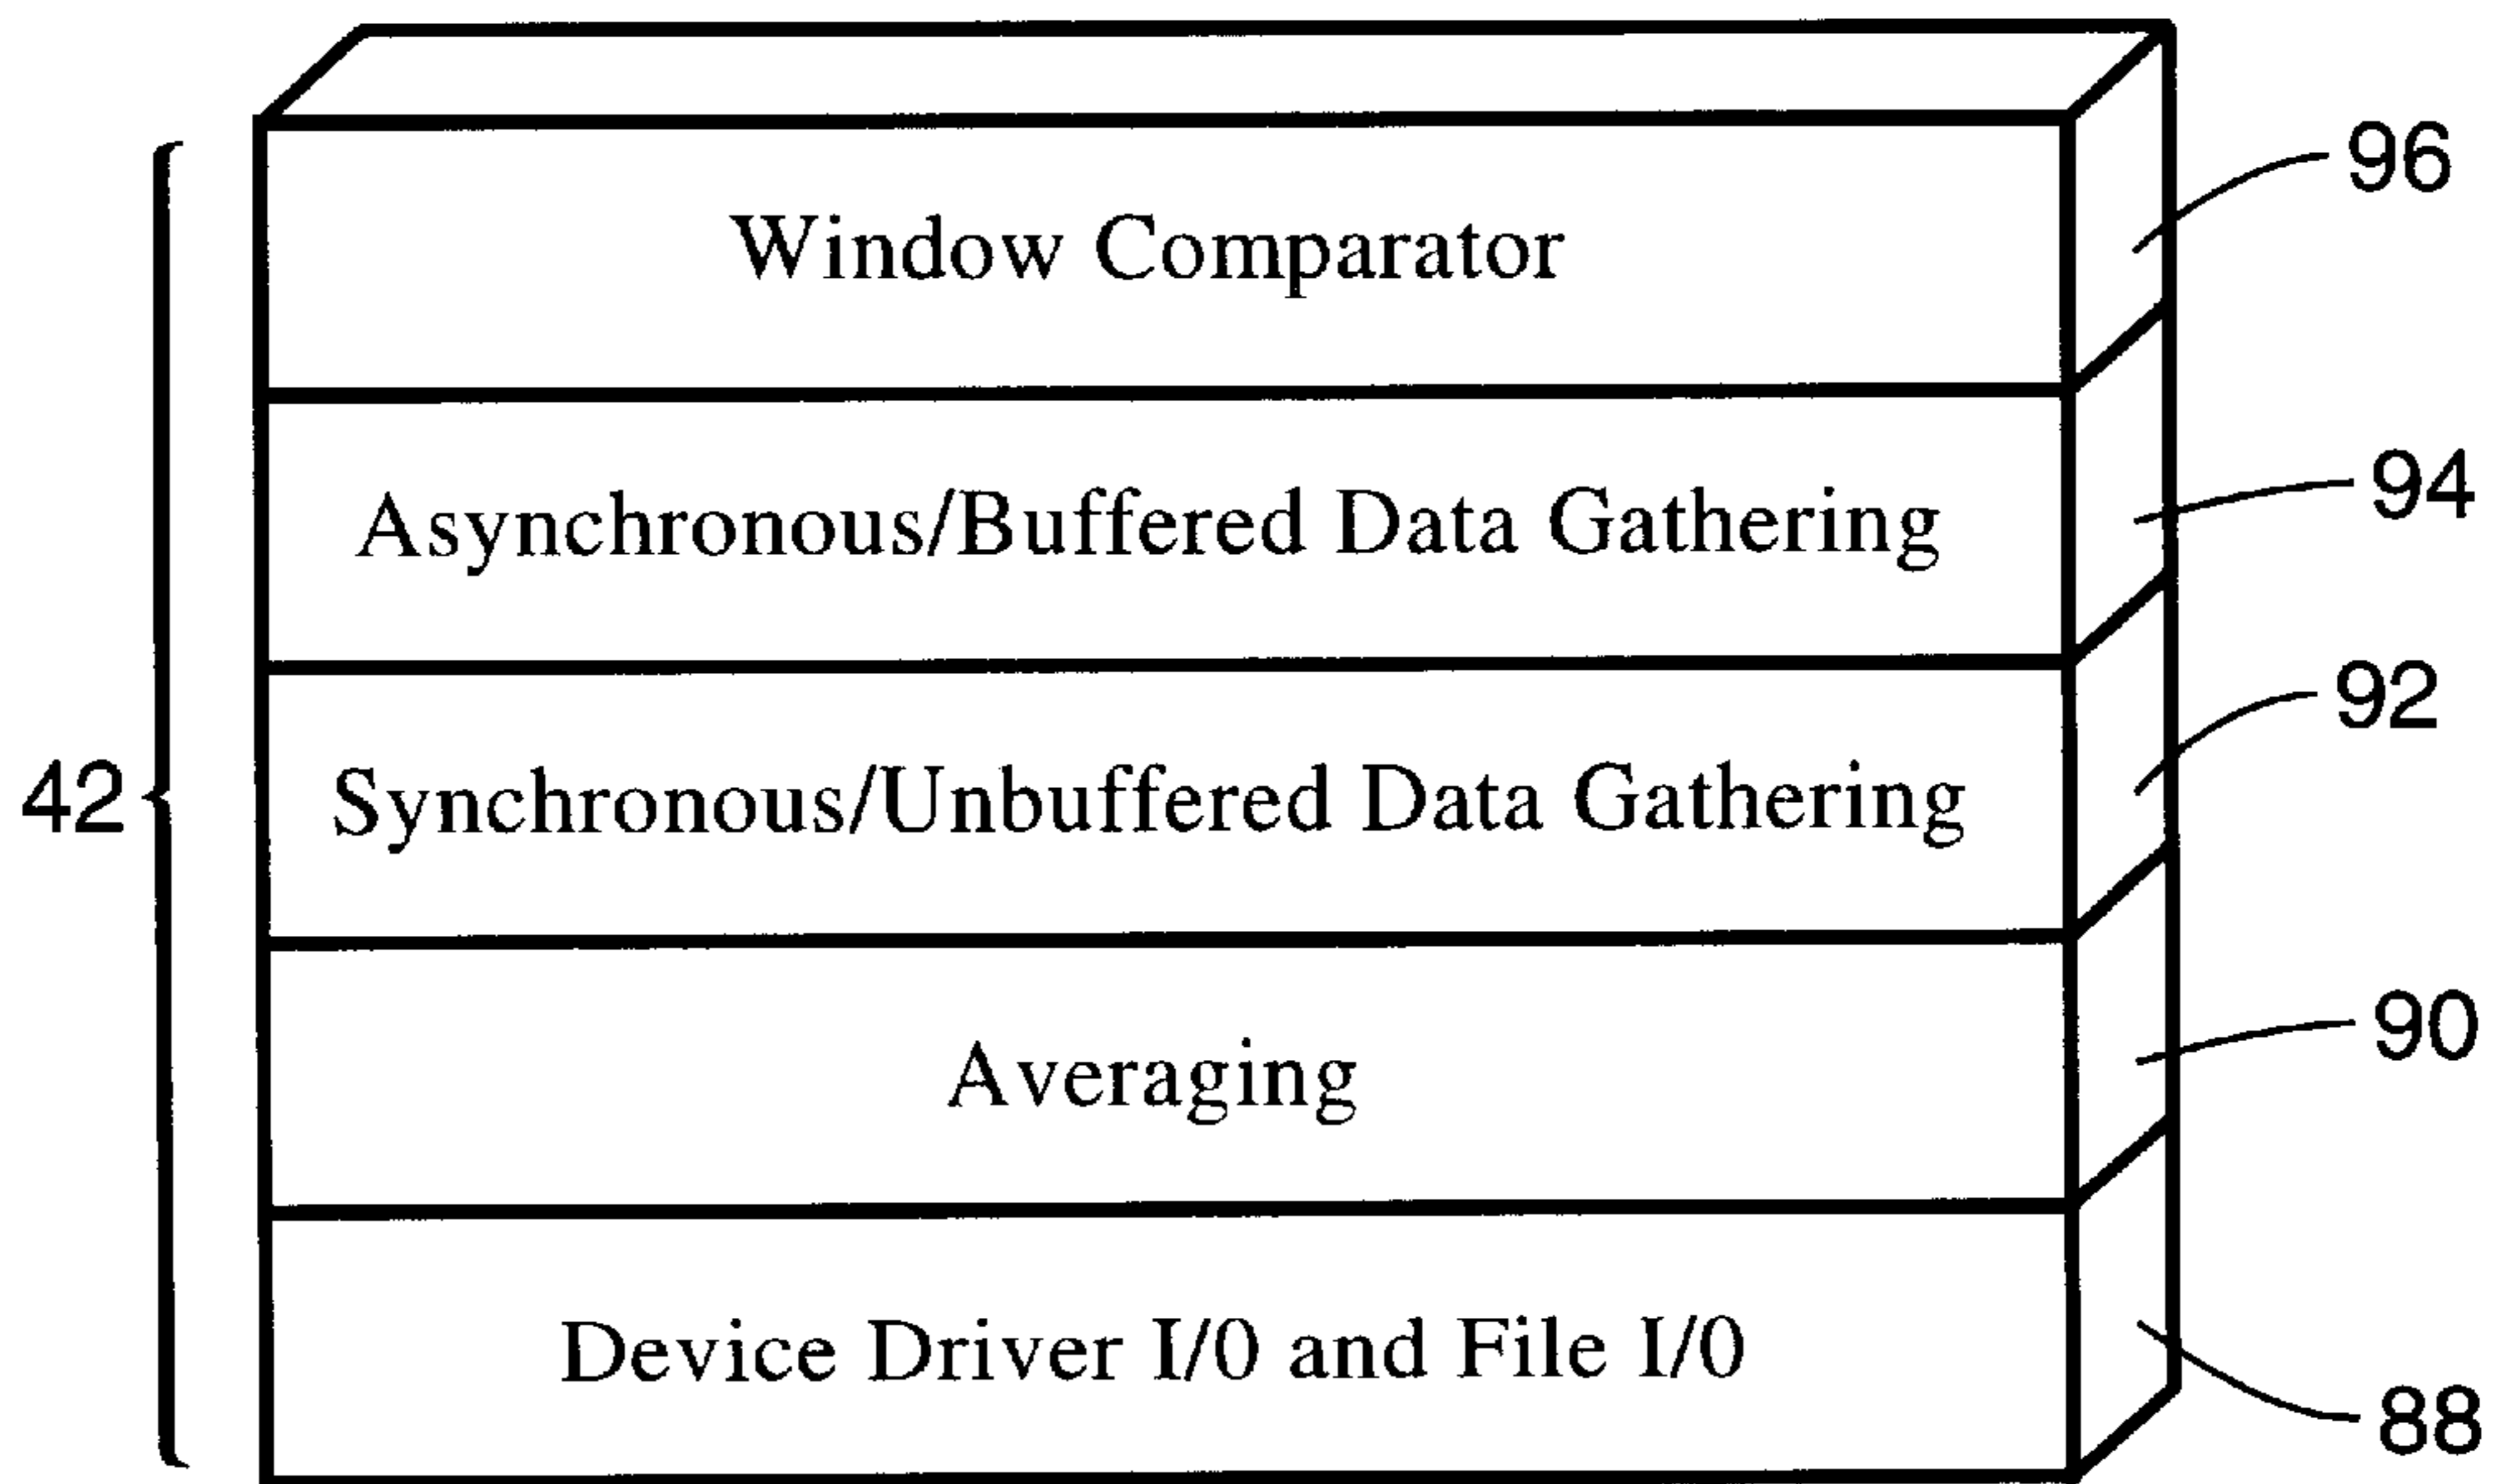 Window Comparator
96
Asynchronous/Buffered Data Gathering
94
Synchronous/Unbuffered Data Gathering
92
42
Averaging
90
Device Driver I/0 and File I/0
88